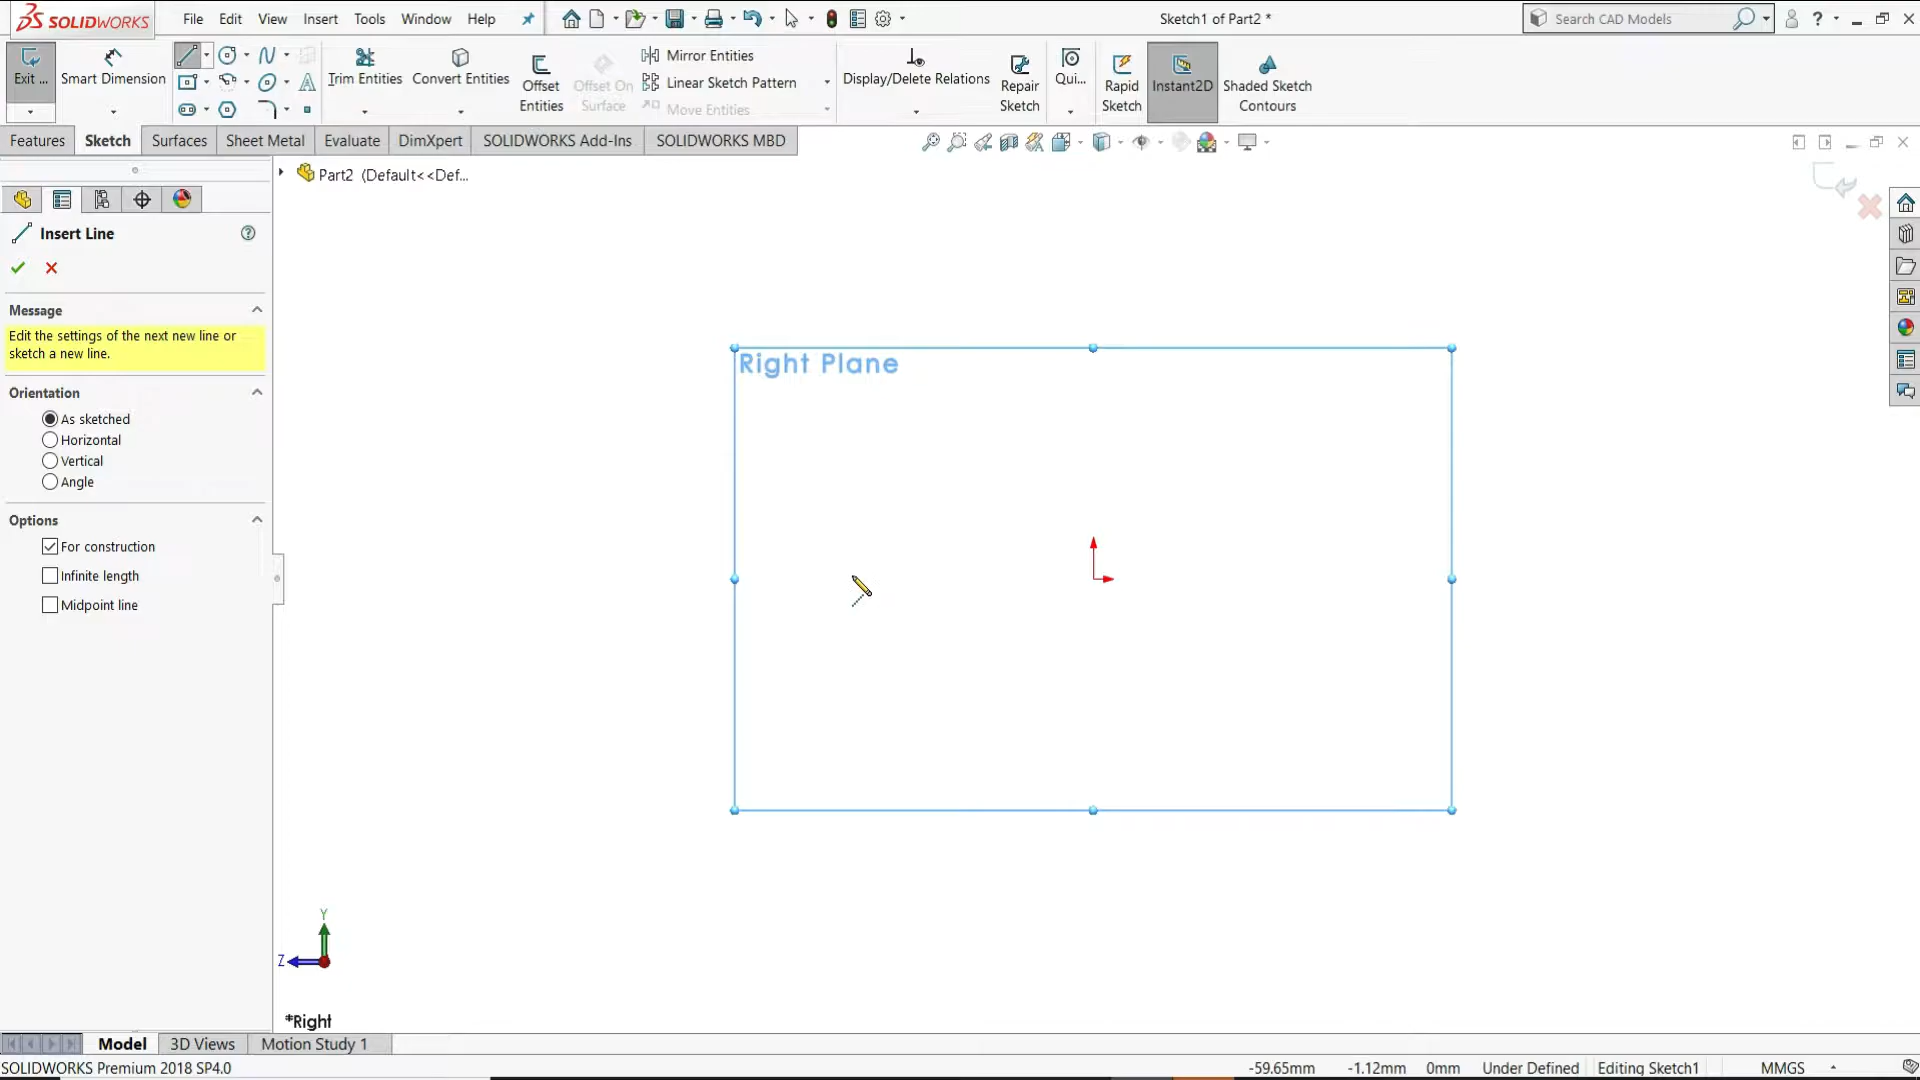 SOLIDWORKS
File Edit View Insert Tools Window Help
Sketch1 of Part2 *
Search CAD Models
?
Exit ...
Smart Dimension
Trim Entities
Convert Entities
Offset
Entities
Offset On
Surface
Mirror Entities
Linear Sketch Pattern
Move Entities
Display/Delete Relations
Repair
Sketch
Qui...
Rapid
Sketch
Instant2D
Shaded Sketch
Contours
Features Sketch Surfaces Sheet Metal Evaluate DimXpert SOLIDWORKS Add-Ins SOLIDWORKS MBD
Part2 (Default<<Def...
Insert Line
?
Message
Edit the settings of the next new line or
sketch a new line.
Orientation
As sketched
Horizontal
Vertical
Angle
Options
For construction
Infinite length
Midpoint line
Right Plane
Y
Z
*Right
Model 3D Views Motion Study 1
SOLIDWORKS Premium 2018 SP4.0
-59.65mm -1.12mm 0mm Under Defined Editing Sketch1 MMGS